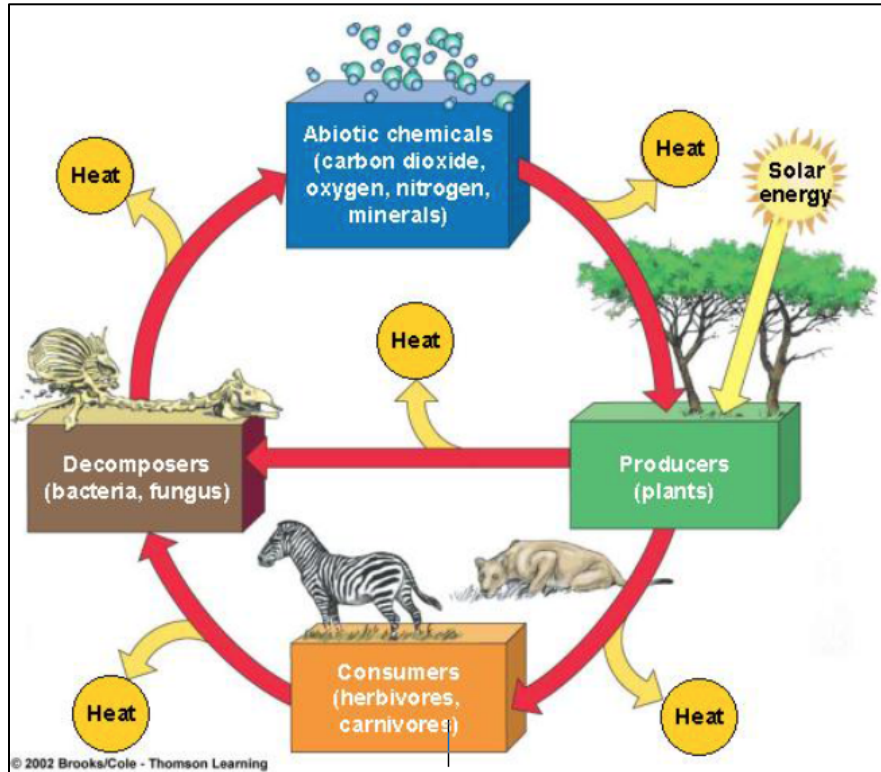 Abiotic chemicals
(carbon dioxide,
oxygen, nitrogen,
minerals)
Heat
Heat
Solar
energy
Heat
Decomposers
(bacteria, fungus)
Producers
(plants)
Consumers
(herbivores,
carnivores)
Heat
Heat
© 2002 Brooks/Cole - Thomson Learning